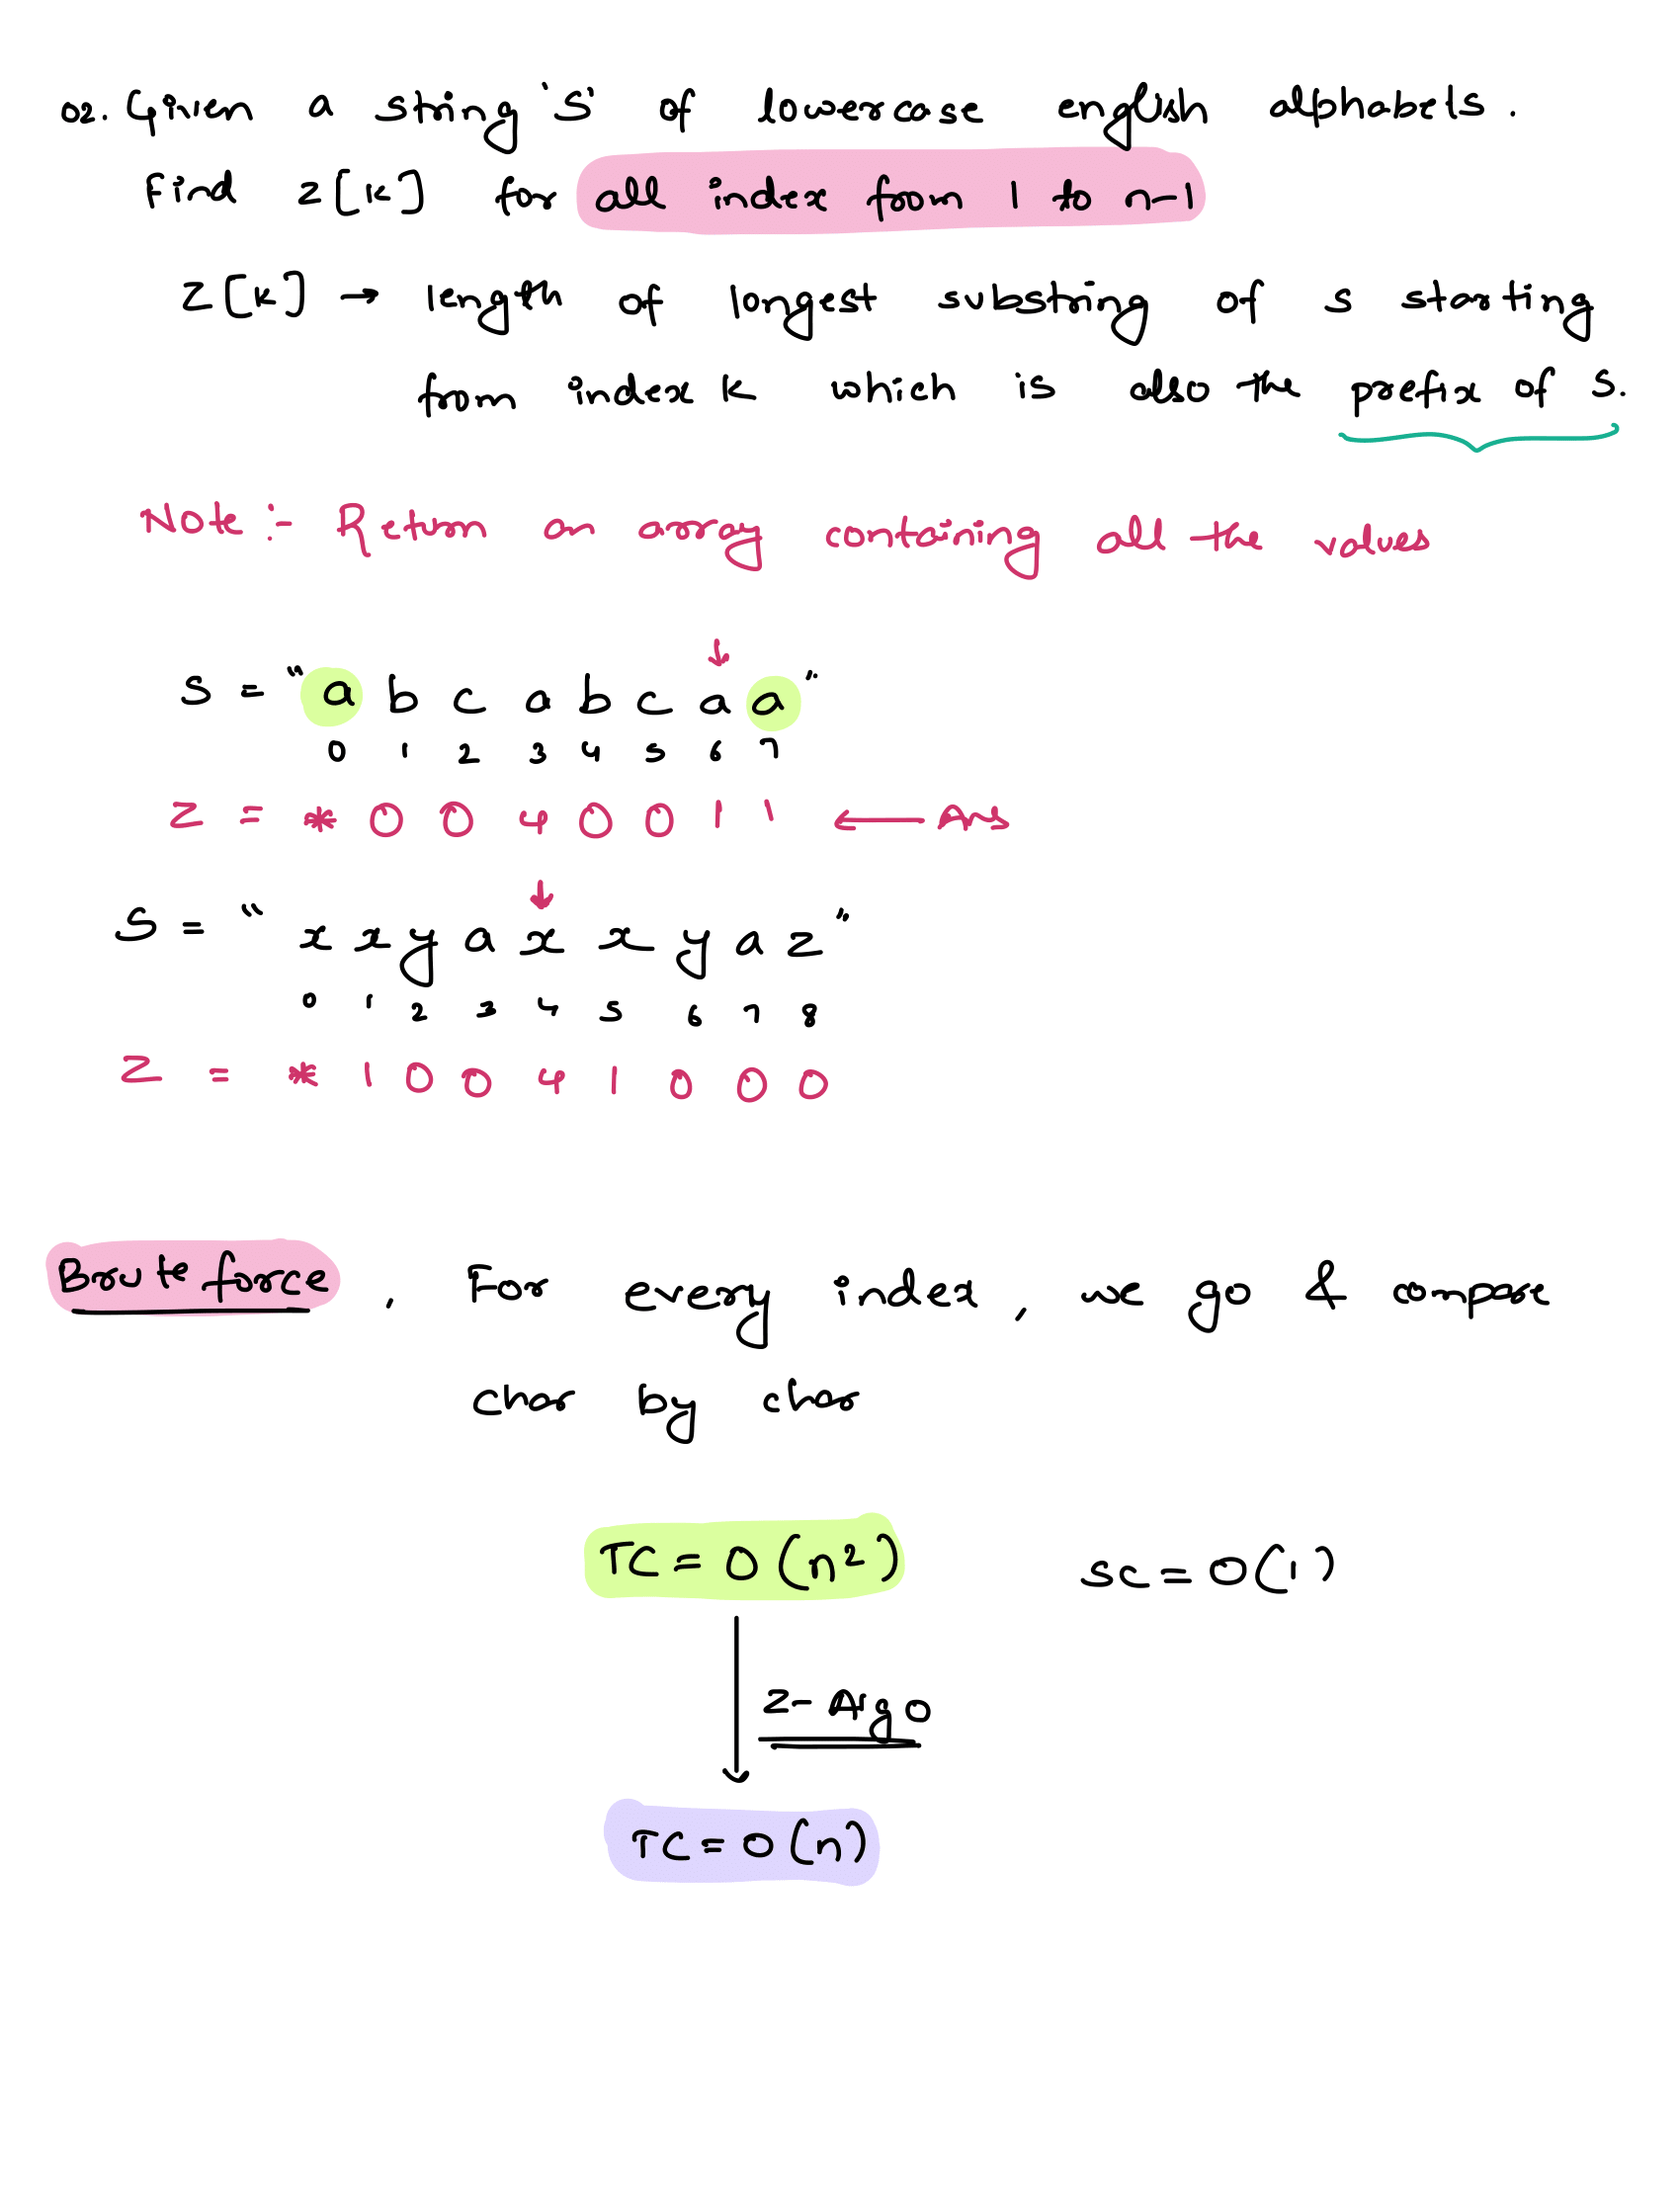 Q2. Given a string 'S' of lowercase english alphabets.
Find Z[K] for all index from 1 to n-1
Z[K] → length of longest substring of s starting
from index K which is also the prefix of S.
Note :- Return an array containing all the values
↓
S = "a b c a b c a a"
0 1 2 3 4 5 6 7
Z = * 0 0 4 0 0 1 1 ← Ans
↓
S = "x x y a x x y a z"
0 1 2 3 4 5 6 7 8
Z = * 1 0 0 4 1 0 0 0
Brute force , For every index , we go & compare
char by char
TC = O(n²) SC = O(1)
Z-Argo
TC = O(n)